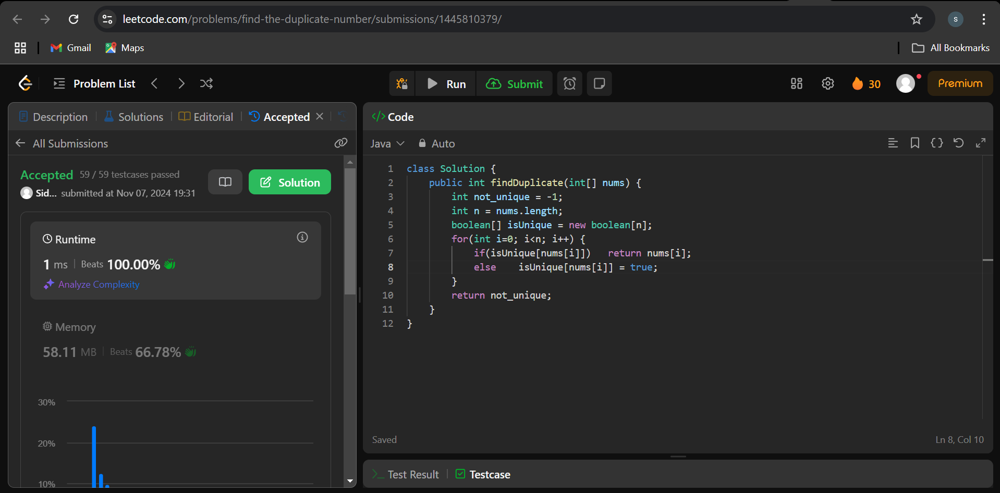 leetcode.com/problems/find-the-duplicate-number/submissions/1445810379/
S
Gmail
Maps
All Bookmarks
Problem List
Run
Submit
30
Premium
Description
Solutions
Editorial
Accepted
All Submissions
Accepted 59 / 59 testcases passed
Sid... submitted at Nov 07, 2024 19:31
Solution
Runtime
1 ms | Beats 100.00%
Analyze Complexity
Memory
58.11 MB | Beats 66.78%
30%
20%
10%
</> Code
Java
Auto
1 class Solution {
2     public int findDuplicate(int[] nums) {
3         int not_unique = -1;
4         int n = nums.length;
5         boolean[] isUnique = new boolean[n];
6         for(int i=0; i<n; i++) {
7             if(isUnique[nums[i]])   return nums[i];
8             else    isUnique[nums[i]] = true;
9         }
10         return not_unique;
11     }
12 }
Saved
Ln 8, Col 10
Test Result
Testcase